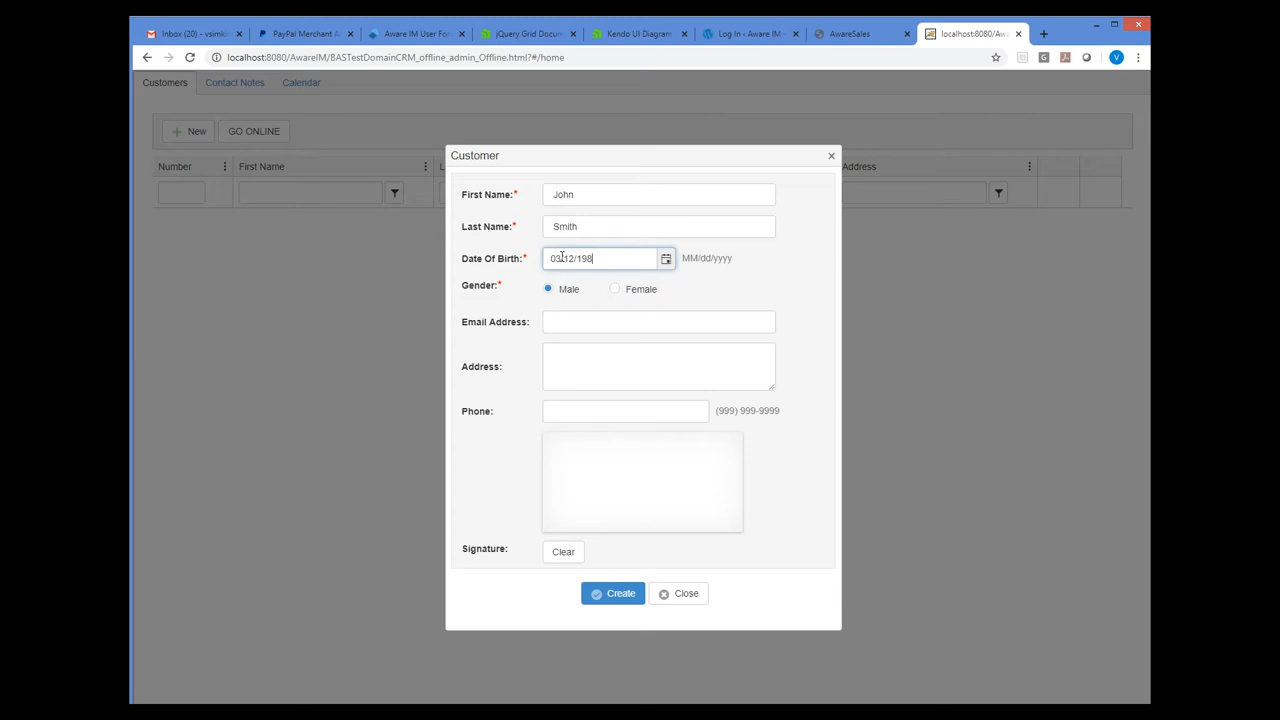 Inbox (20) - vsimki
PayPal Merchant A
Aware IM User For
jQuery Grid Docum
Kendo UI Diagram
Log In ‹ Aware IM —
AwareSales
localhost:8080/Awa
localhost:8080/AwareIM/BASTestDomainCRM_offline_admin_Offline.html?#/home
V
Customers
Contact Notes
Calendar
New
GO ONLINE
Number
First Name
L
Address
Customer
First Name:*
John
Last Name:*
Smith
Date Of Birth:*
03/12/198
MM/dd/yyyy
Gender:*
Male
Female
Email Address:
Address:
Phone:
(999) 999-9999
Signature:
Clear
Create
Close